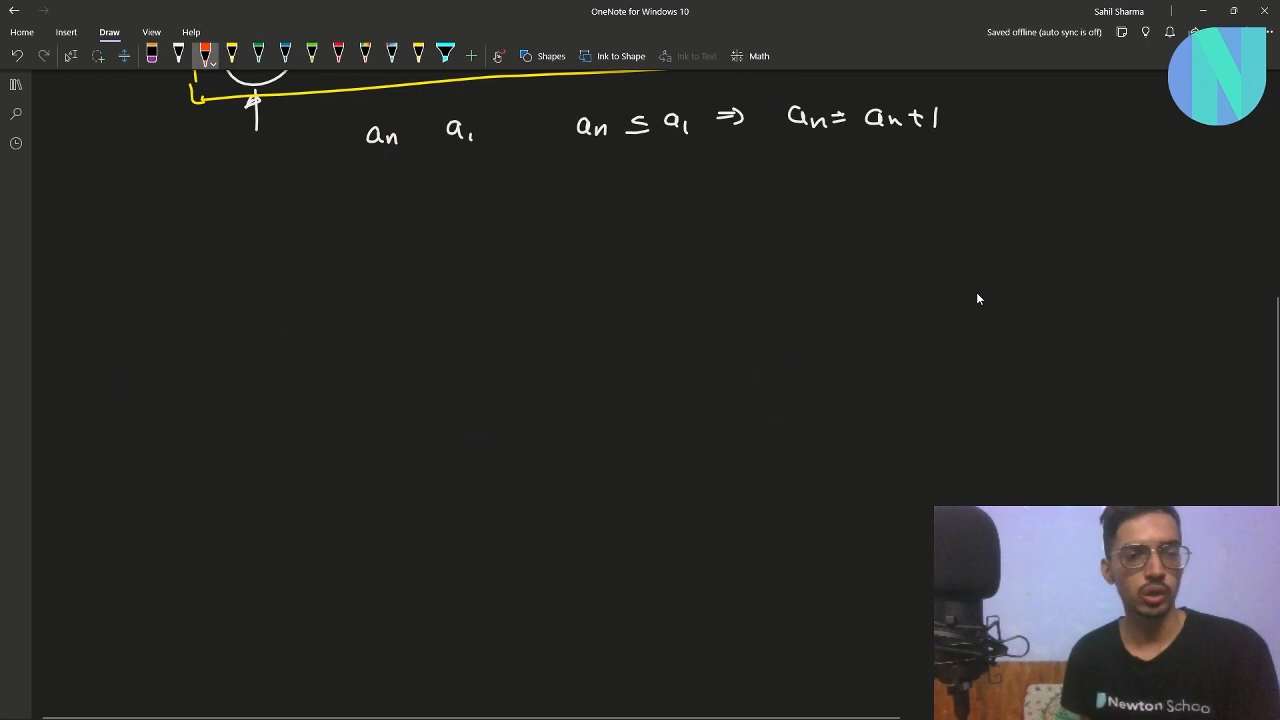 OneNote for Windows 10
Sahil Sharma
Home Insert Draw View Help
Saved offline (auto sync is off)
Shapes Ink to Shape Ink to Text Math
aₙ a₁ aₙ ≤ a₁ ⇒ aₙ = aₙ + 1
N
Newton School